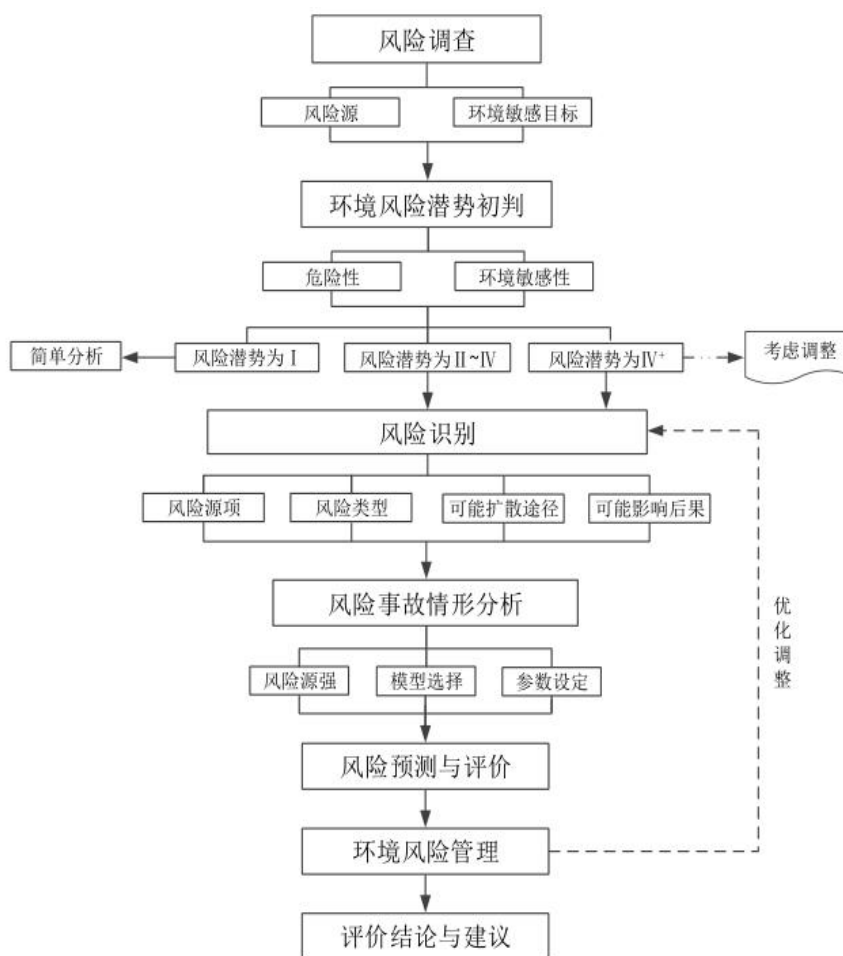 风险调查
风险源
环境敏感目标
环境风险潜势初判
危险性
环境敏感性
简单分析
风险潜势为Ⅰ
风险潜势为Ⅱ~Ⅳ
风险潜势为Ⅳ⁺
考虑调整
风险识别
风险源项
风险类型
可能扩散途径
可能影响后果
风险事故情形分析
风险源强
模型选择
参数设定
优化调整
风险预测与评价
环境风险管理
评价结论与建议